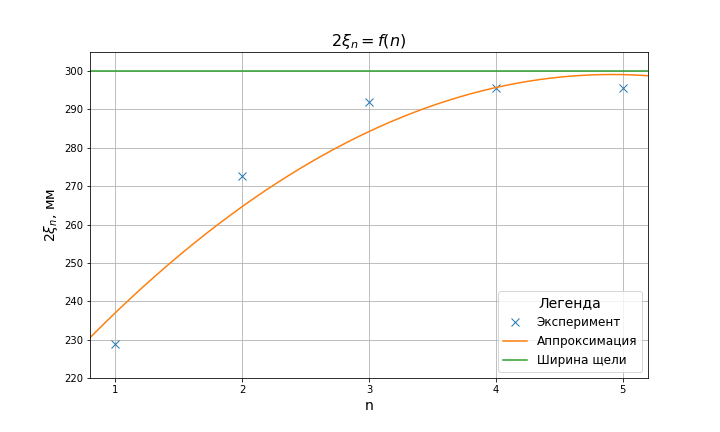 2ξₙ = f(n)
300
290
280
270
260
250
240
230
220
2ξₙ, мм
1
2
3
4
5
n
Легенда
Эксперимент
Аппроксимация
Ширина щели